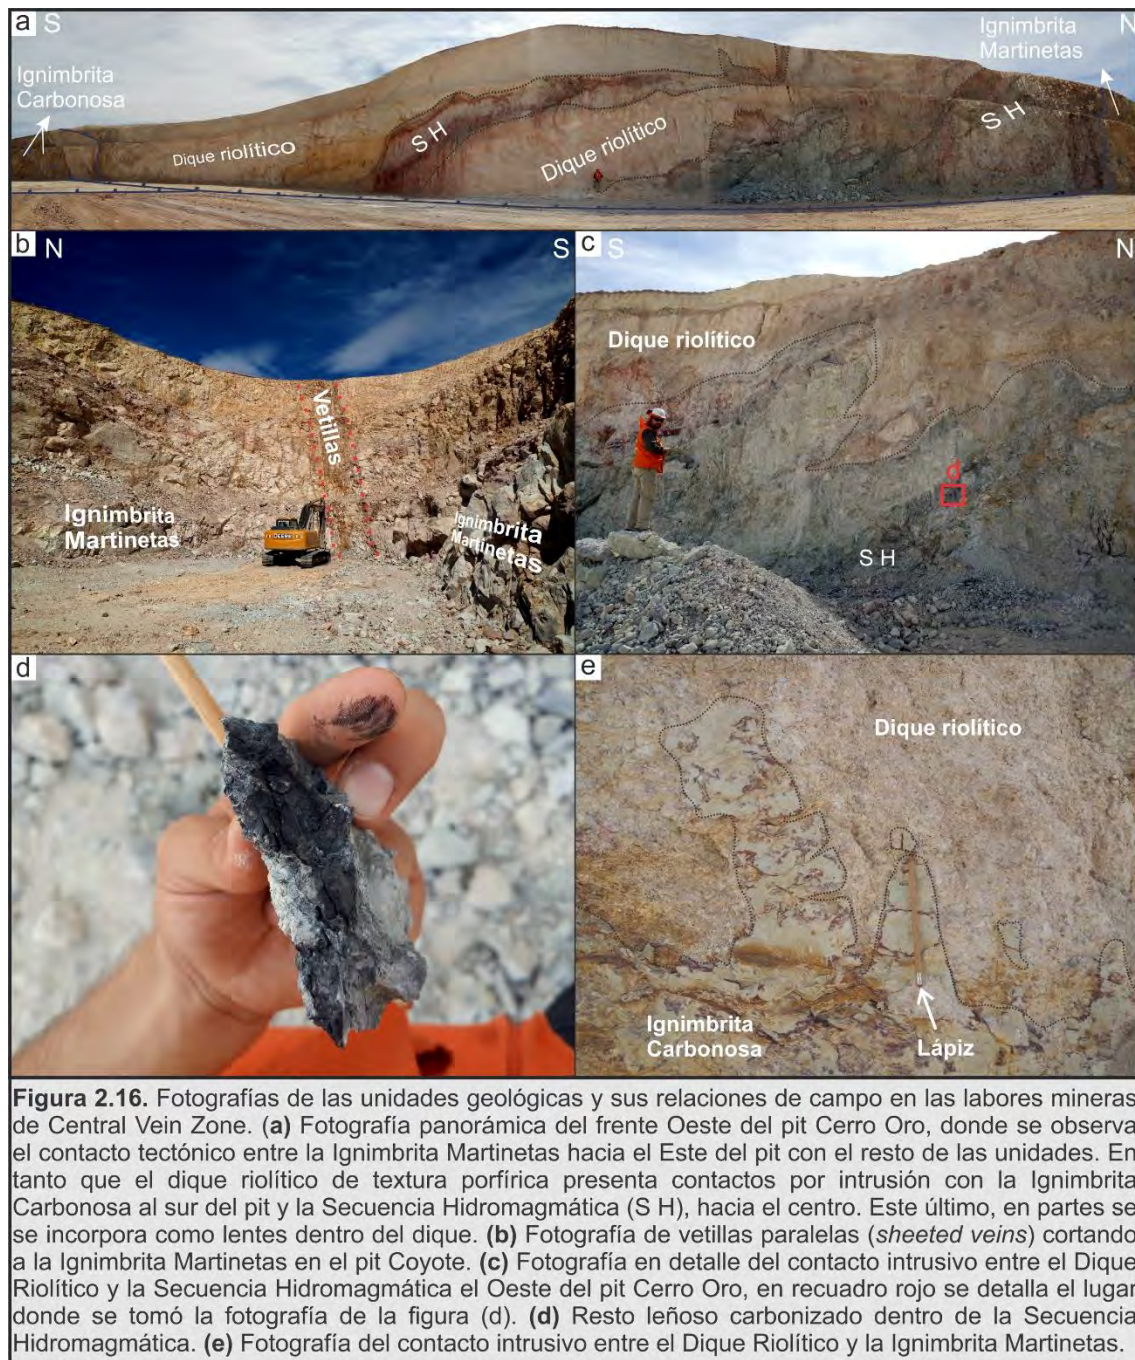 a S
N
Ignimbrita
Carbonosa
Ignimbrita
Martinetas
Dique riolítico
S H
Dique riolítico
S H
b N
S
Vetillas
Ignimbrita
Martinetas
Ignimbrita
Martinetas
DEERE
c S
N
Dique riolítico
d
S H
d
e
Dique riolítico
Ignimbrita
Carbonosa
Lápiz
Figura 2.16. Fotografías de las unidades geológicas y sus relaciones de campo en las labores mineras
de Central Vein Zone. (a) Fotografía panorámica del frente Oeste del pit Cerro Oro, donde se observa
el contacto tectónico entre la Ignimbrita Martinetas hacia el Este del pit con el resto de las unidades. En
tanto que el dique riolítico de textura porfírica presenta contactos por intrusión con la Ignimbrita
Carbonosa al sur del pit y la Secuencia Hidromagmática (S H), hacia el centro. Este último, en partes se
se incorpora como lentes dentro del dique. (b) Fotografía de vetillas paralelas (sheeted veins) cortando
a la Ignimbrita Martinetas en el pit Coyote. (c) Fotografía en detalle del contacto intrusivo entre el Dique
Riolítico y la Secuencia Hidromagmática el Oeste del pit Cerro Oro, en recuadro rojo se detalla el lugar
donde se tomó la fotografía de la figura (d). (d) Resto leñoso carbonizado dentro de la Secuencia
Hidromagmática. (e) Fotografía del contacto intrusivo entre el Dique Riolítico y la Ignimbrita Martinetas.